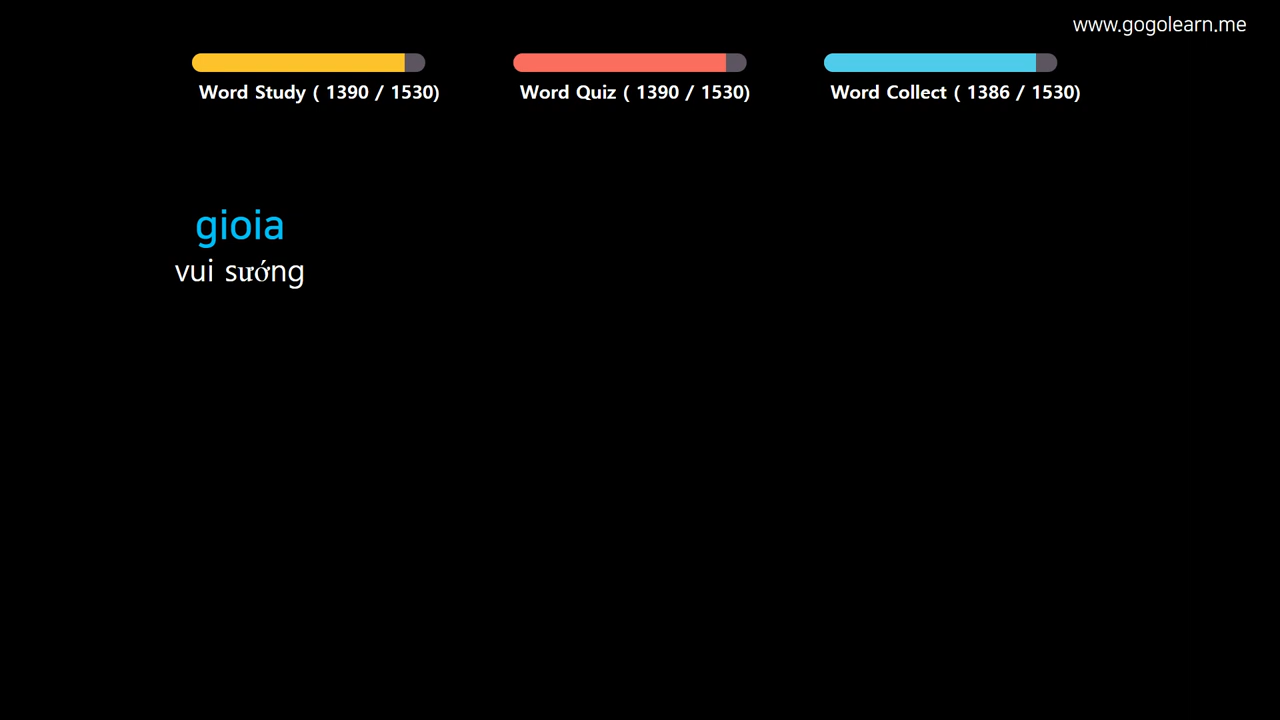 www.gogolearn.me
Word Study ( 1390 / 1530)
Word Quiz ( 1390 / 1530)
Word Collect ( 1386 / 1530)
gioia
vui sướng